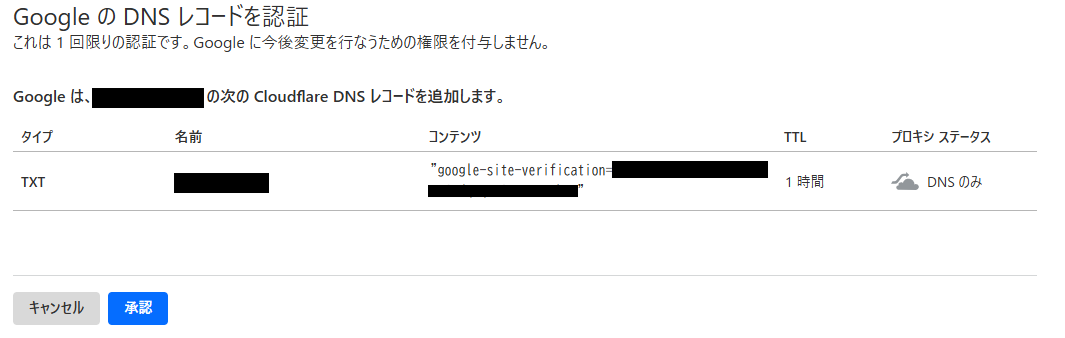 Google の DNS レコードを認証
これは 1 回限りの認証です。Google に今後変更を行なうための権限を付与しません。
Google は、 の次の Cloudflare DNS レコードを追加します。
タイプ 名前 コンテンツ TTL プロキシ ステータス
TXT "google-site-verification= 1 時間 DNS のみ
"
キャンセル 承認